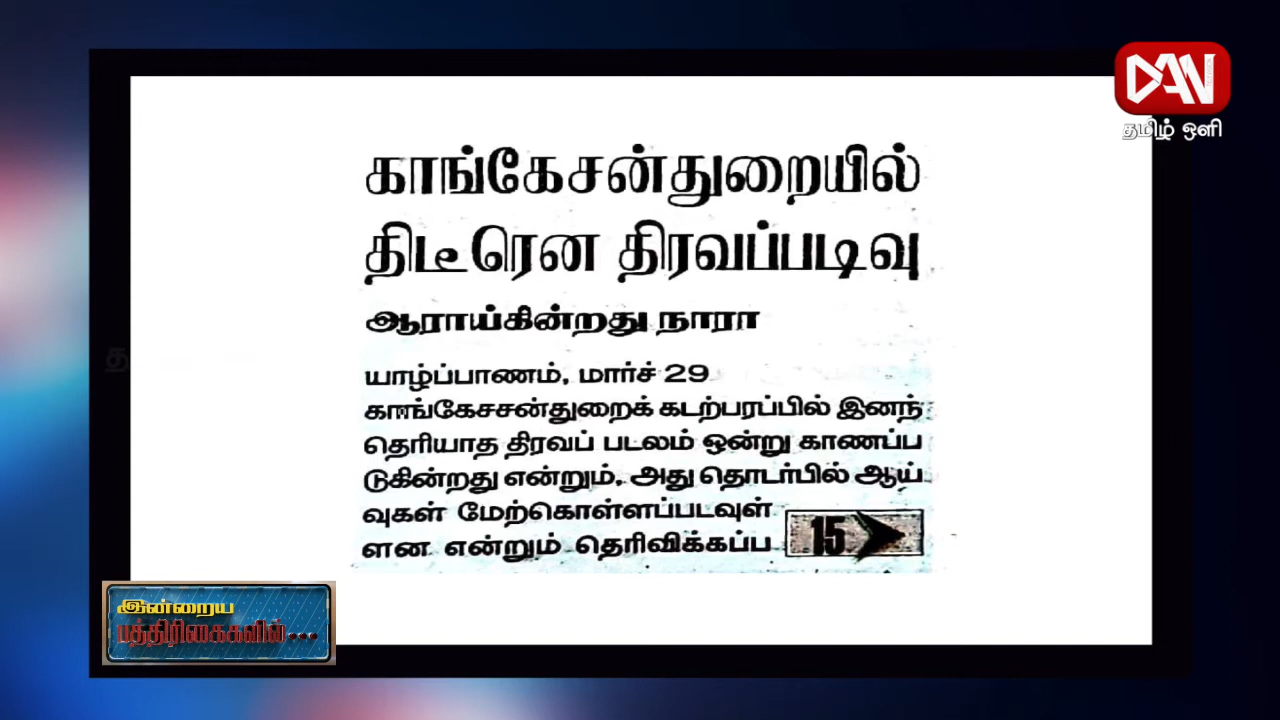 DAN
தமிழ் ஒளி
காங்கேசன்துறையில்
திடீரென திரவப்படிவு
ஆராய்கின்றது நாரா
யாழ்ப்பாணம், மார்ச் 29
காங்கேசசன்துறைக் கடற்பரப்பில் இனந்
தெரியாத திரவப் படலம் ஒன்று காணப்ப
டுகின்றது என்றும், அது தொடர்பில் ஆய்
வுகள் மேற்கொள்ளப்படவுள்
ளன என்றும் தெரிவிக்கப்ப
15
இன்றைய
பத்திரிகைகளில்...